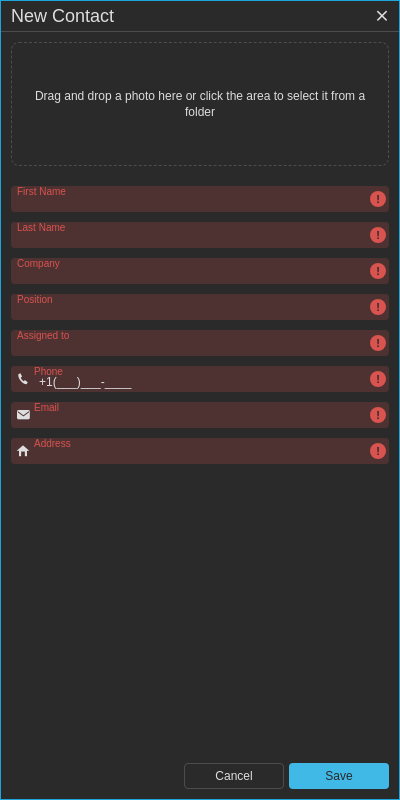 New Contact
Drag and drop a photo here or click the area to select it from a
folder
First Name
Last Name
Company
Position
Assigned to
Phone
+1(___)___-____
Email
Address
Cancel
Save